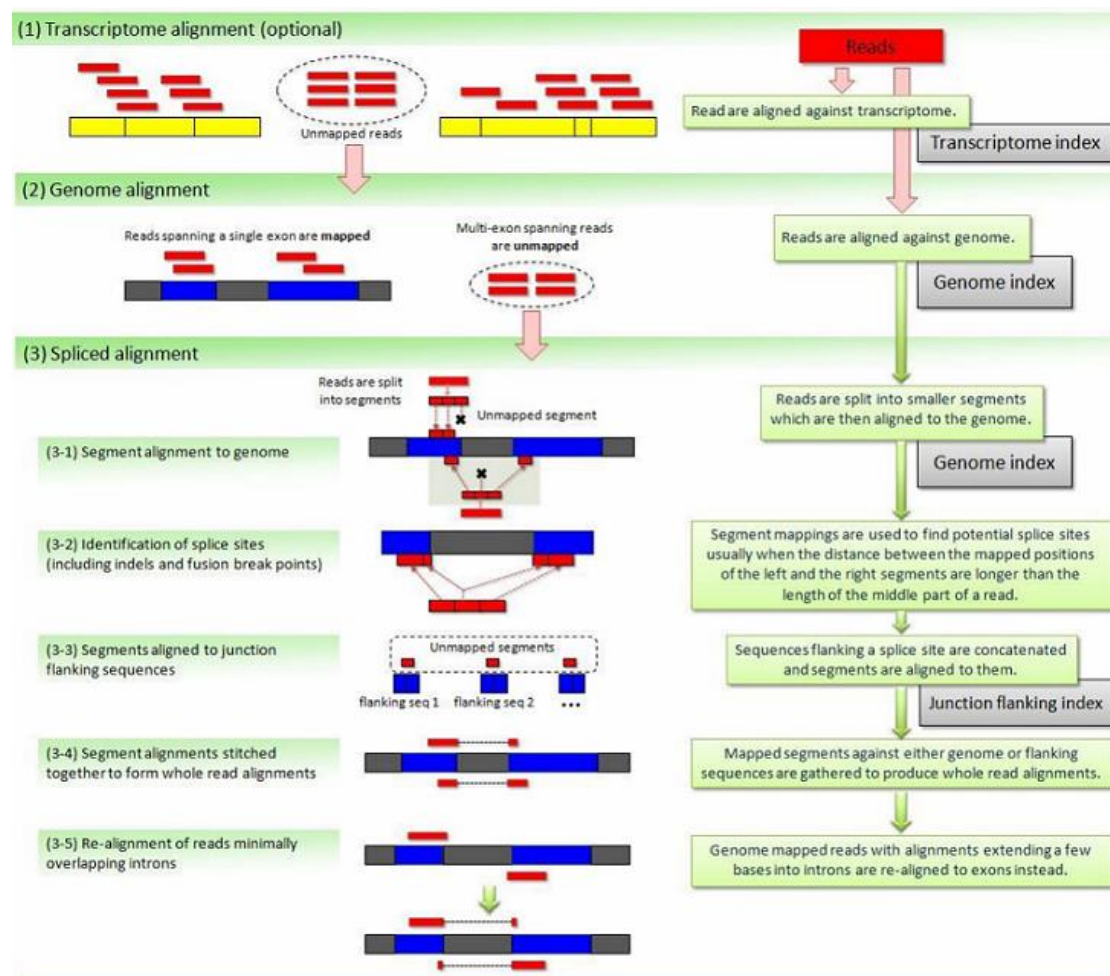 (1) Transcriptome alignment (optional)
Reads
Unmapped reads
Read are aligned against transcriptome.
Transcriptome index
(2) Genome alignment
Reads spanning a single exon are mapped
Multi-exon spanning reads
are unmapped
Reads are aligned against genome.
Genome index
(3) Spliced alignment
Reads are split
into segments
Unmapped segment
(3-1) Segment alignment to genome
Reads are split into smaller segments
which are then aligned to the genome.
Genome index
(3-2) Identification of splice sites
(including indels and fusion break points)
Segment mappings are used to find potential splice sites
usually when the distance between the mapped positions
of the left and the right segments are longer than the
length of the middle part of a read.
(3-3) Segments aligned to junction
flanking sequences
Unmapped segments
flanking seq 1
flanking seq 2
•••
Sequences flanking a splice site are concatenated
and segments are aligned to them.
Junction flanking index
(3-4) Segment alignments stitched
together to form whole read alignments
Mapped segments against either genome or flanking
sequences are gathered to produce whole read alignments.
(3-5) Re-alignment of reads minimally
overlapping introns
Genome mapped reads with alignments extending a few
bases into introns are re-aligned to exons instead.